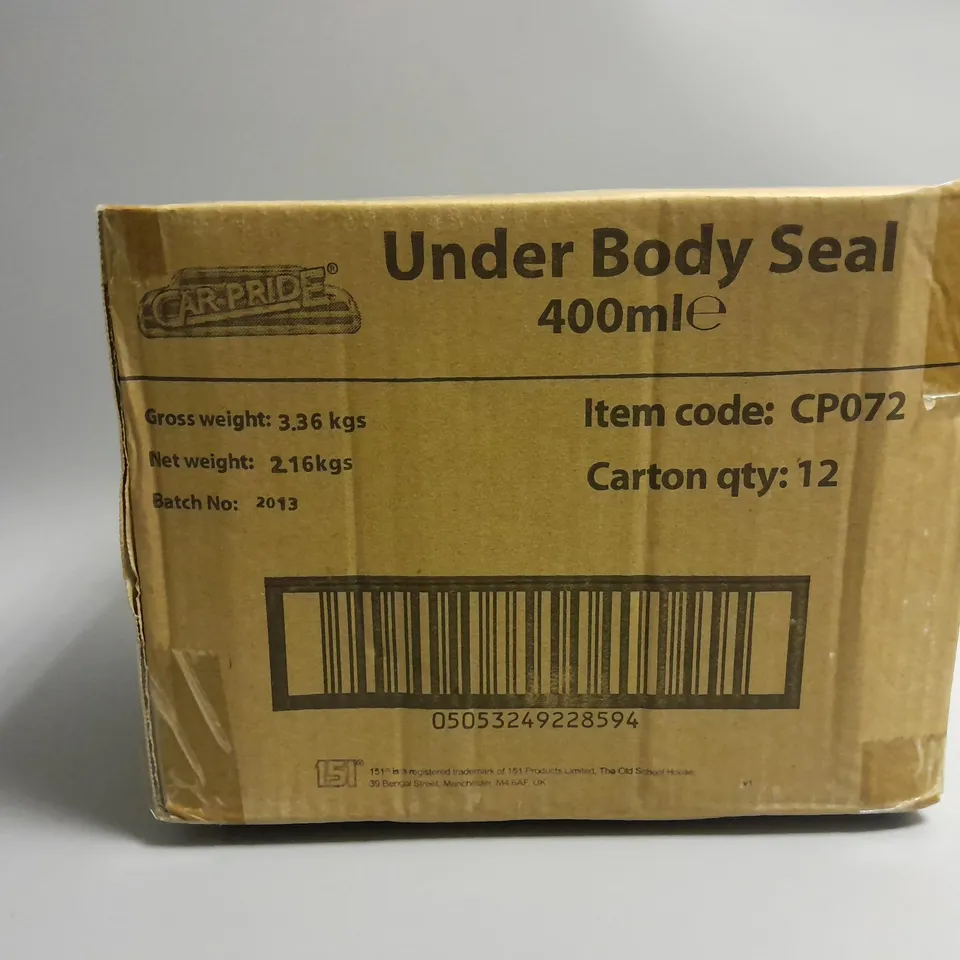 CAR-PRIDE®
Under Body Seal
400ml℮
Gross weight: 3.36 kgs
Item code: CP072
Net weight: 2.16kgs
Carton qty: 12
Batch No: 2013
05053249228594
151® 151® is a registered trademark of 151 Products Limited, The Old School House,
39 Bengal Street, Manchester, M4 6AF, UK
v1